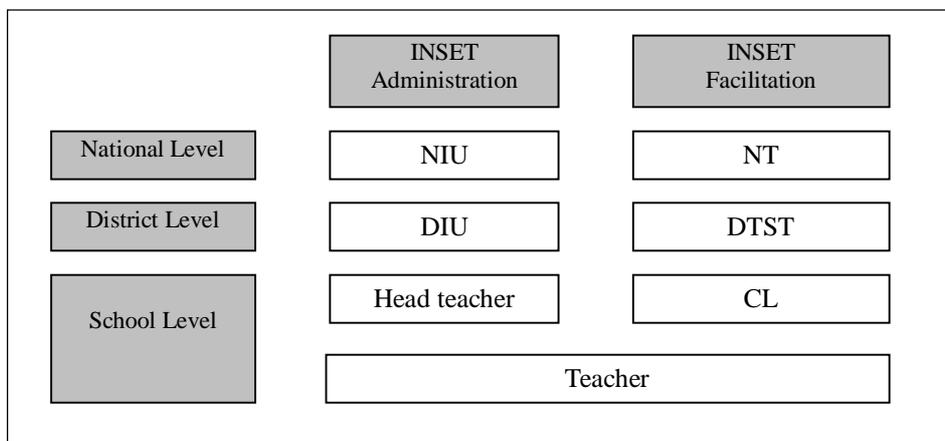 INSET
Administration
INSET
Facilitation
National Level
NIU
NT
District Level
DIU
DTST
School Level
Head teacher
CL
Teacher